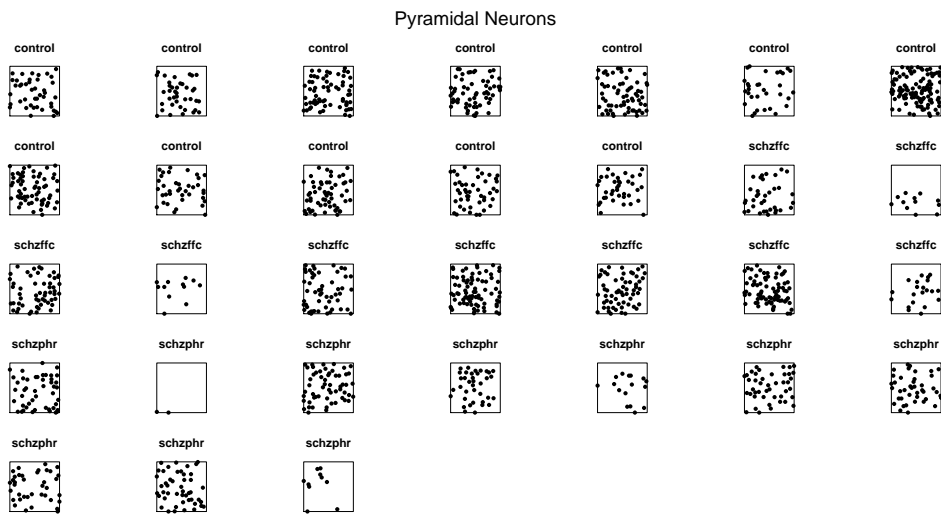 Pyramidal Neurons
control control control control control control control
control control control control control schzffc schzffc
schzffc schzffc schzffc schzffc schzffc schzffc schzffc
schzphr schzphr schzphr schzphr schzphr schzphr schzphr
schzphr schzphr schzphr